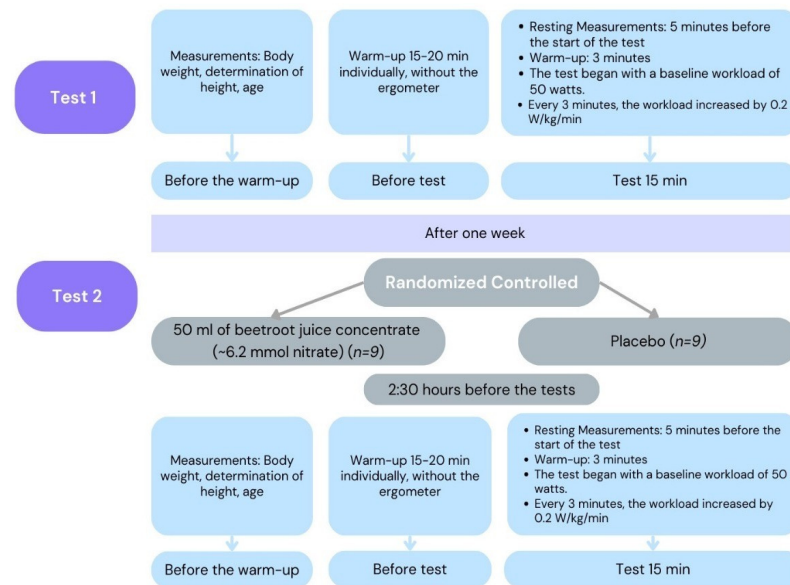 Test 1
Measurements: Body
weight, determination of
height, age
Warm-up 15-20 min
individually, without the
ergometer
• Resting Measurements: 5 minutes before
the start of the test
• Warm-up: 3 minutes
• The test began with a baseline workload of
50 watts.
• Every 3 minutes, the workload increased by 0.2
W/kg/min
Before the warm-up
Before test
Test 15 min
After one week
Test 2
Randomized Controlled
50 ml of beetroot juice concentrate
(~6.2 mmol nitrate) (n=9)
Placebo (n=9)
2:30 hours before the tests
Measurements: Body
weight, determination of
height, age
Warm-up 15-20 min
individually, without the
ergometer
• Resting Measurements: 5 minutes before the
start of the test
• Warm-up: 3 minutes
• The test began with a baseline workload of 50
watts.
• Every 3 minutes, the workload increased by
0.2 W/kg/min
Before the warm-up
Before test
Test 15 min